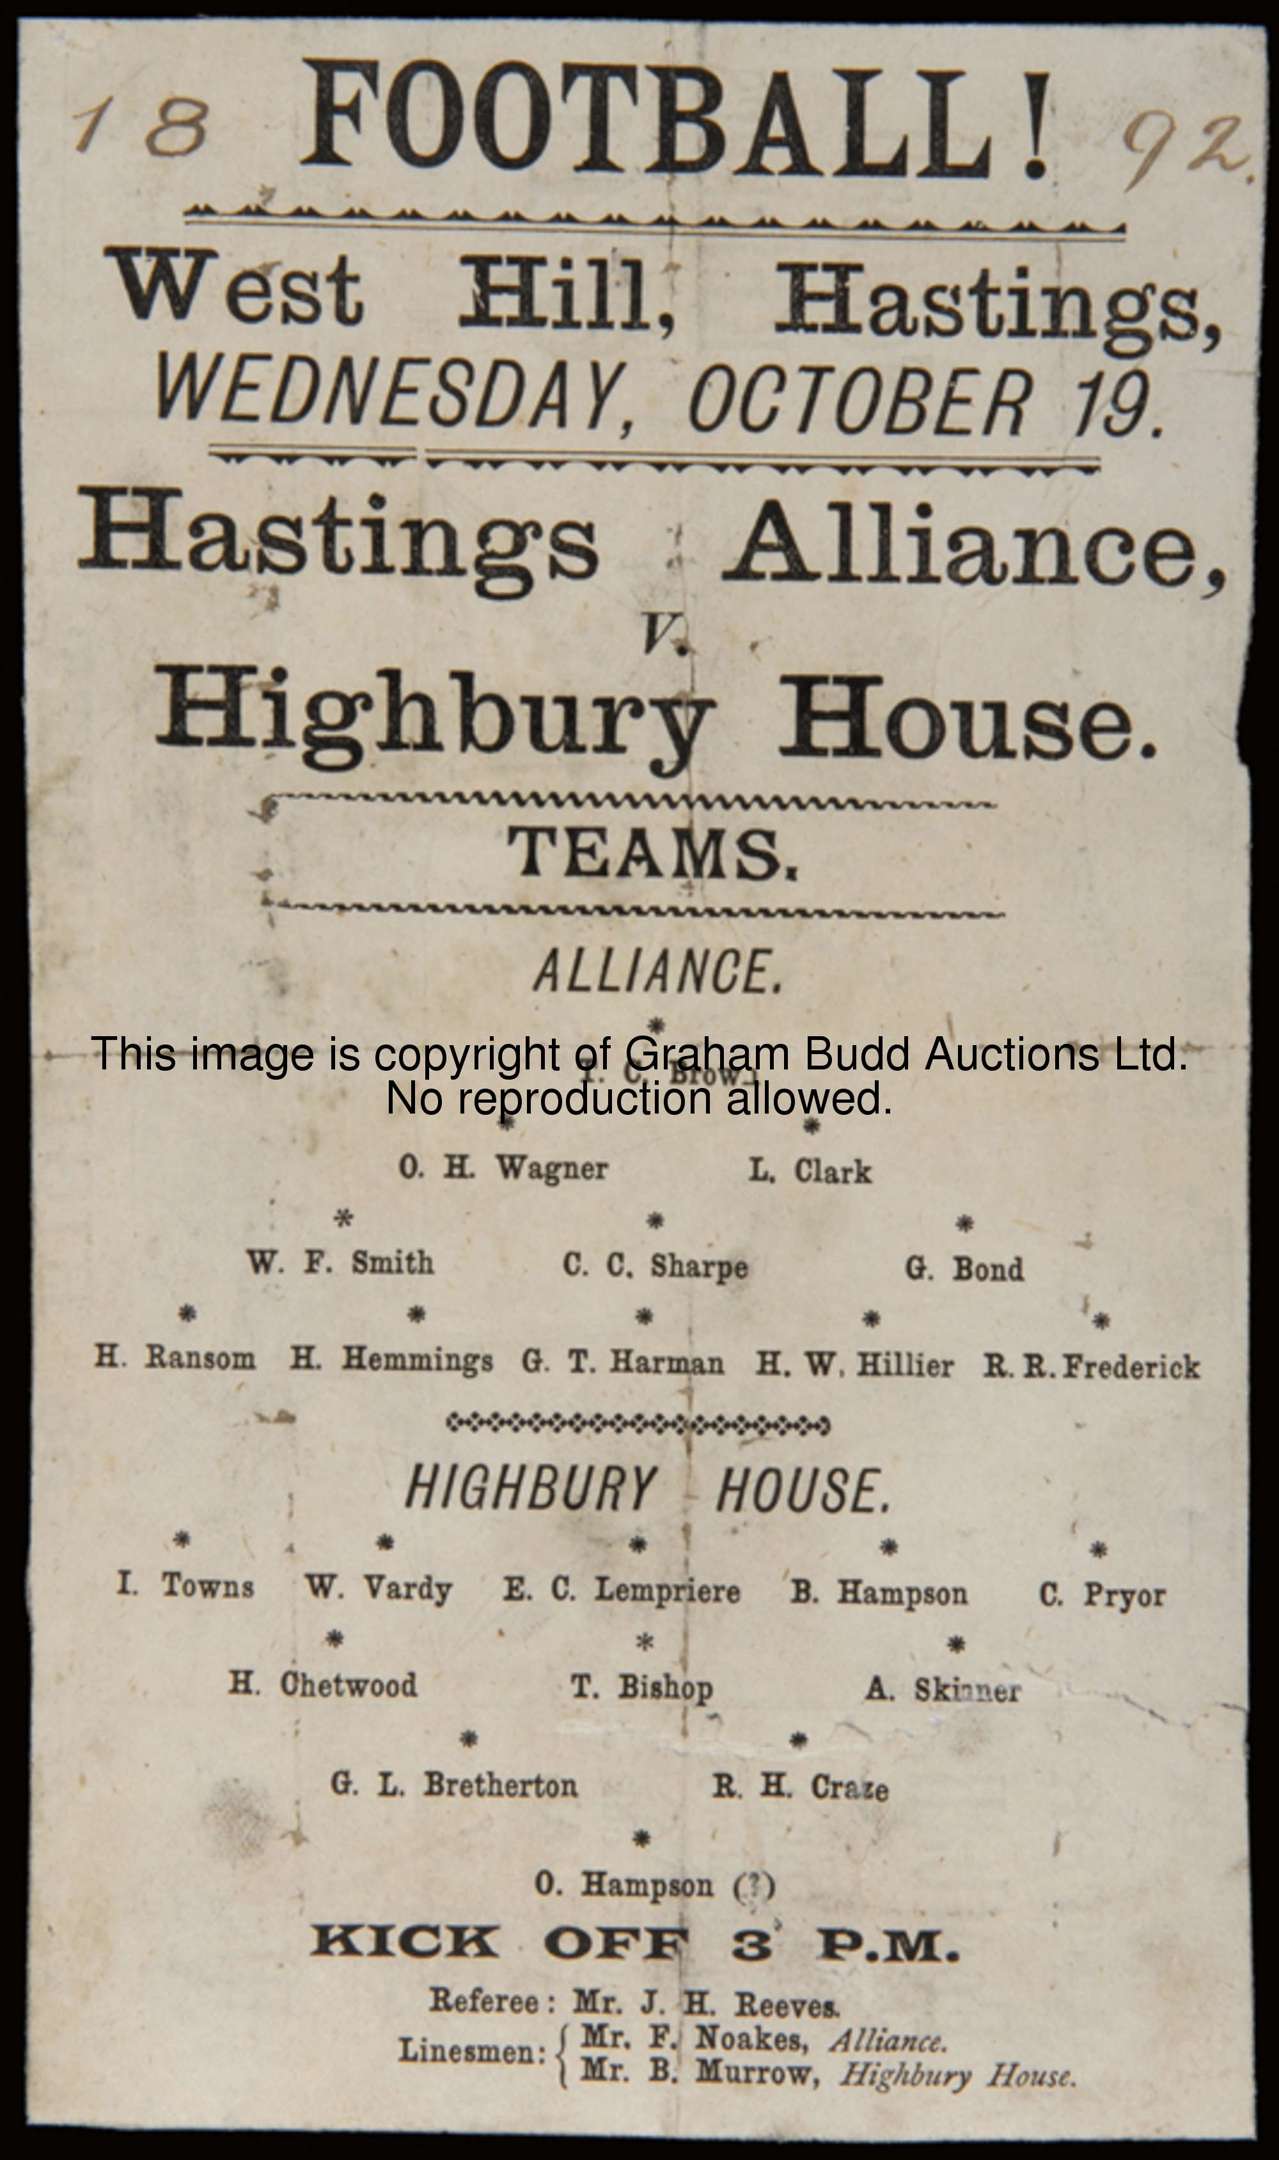 18 FOOTBALL! 92.
West Hill, Hastings,
WEDNESDAY, OCTOBER 19.
Hastings Alliance,
v.
Highbury House.
TEAMS.
ALLIANCE.
*
This image is copyright of Graham Budd Auctions Ltd.
C. Brown
No reproduction allowed.
* *
O. H. Wagner L. Clark
* * *
W. F. Smith C. C. Sharpe G. Bond
* * * * *
H. Ransom H. Hemmings G. T. Harman H. W. Hillier R. R. Frederick
HIGHBURY HOUSE.
* * * * *
I. Towns W. Vardy E. C. Lempriere B. Hampson C. Pryor
* * *
H. Chetwood T. Bishop A. Skinner
* *
G. L. Bretherton R. H. Craze
*
O. Hampson (?)
KICK OFF 3 P.M.
Referee: Mr. J. H. Reeves.
Linesmen: { Mr. F. Noakes, Alliance.
Mr. B. Murrow, Highbury House.